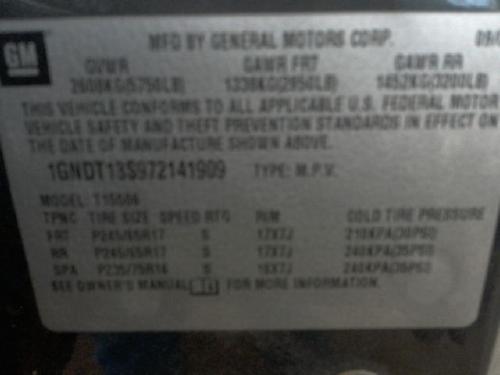 GM
MFD BY GENERAL MOTORS CORP.
GVWR GAWR FRT GAWR RR
2608KG(5750LB) 1338KG(2950LB) 1452KG(3200LB)
THIS VEHICLE CONFORMS TO ALL APPLICABLE U.S. FEDERAL MOTOR
VEHICLE SAFETY AND THEFT PREVENTION STANDARDS IN EFFECT ON
THE DATE OF MANUFACTURE SHOWN ABOVE.
1GNDT13S972141909 TYPE: M.P.V.
MODEL: T15506
TPNC TIRE SIZE SPEED RTG RIM COLD TIRE PRESSURE
FRT P245/65R17 S 17X7J 210KPA(30PSI)
RR P245/65R17 S 17X7J 240KPA(35PSI)
SPA P235/75R16 S 16X7J 240KPA(35PSI)
SEE OWNER'S MANUAL FOR MORE INFORMATION.